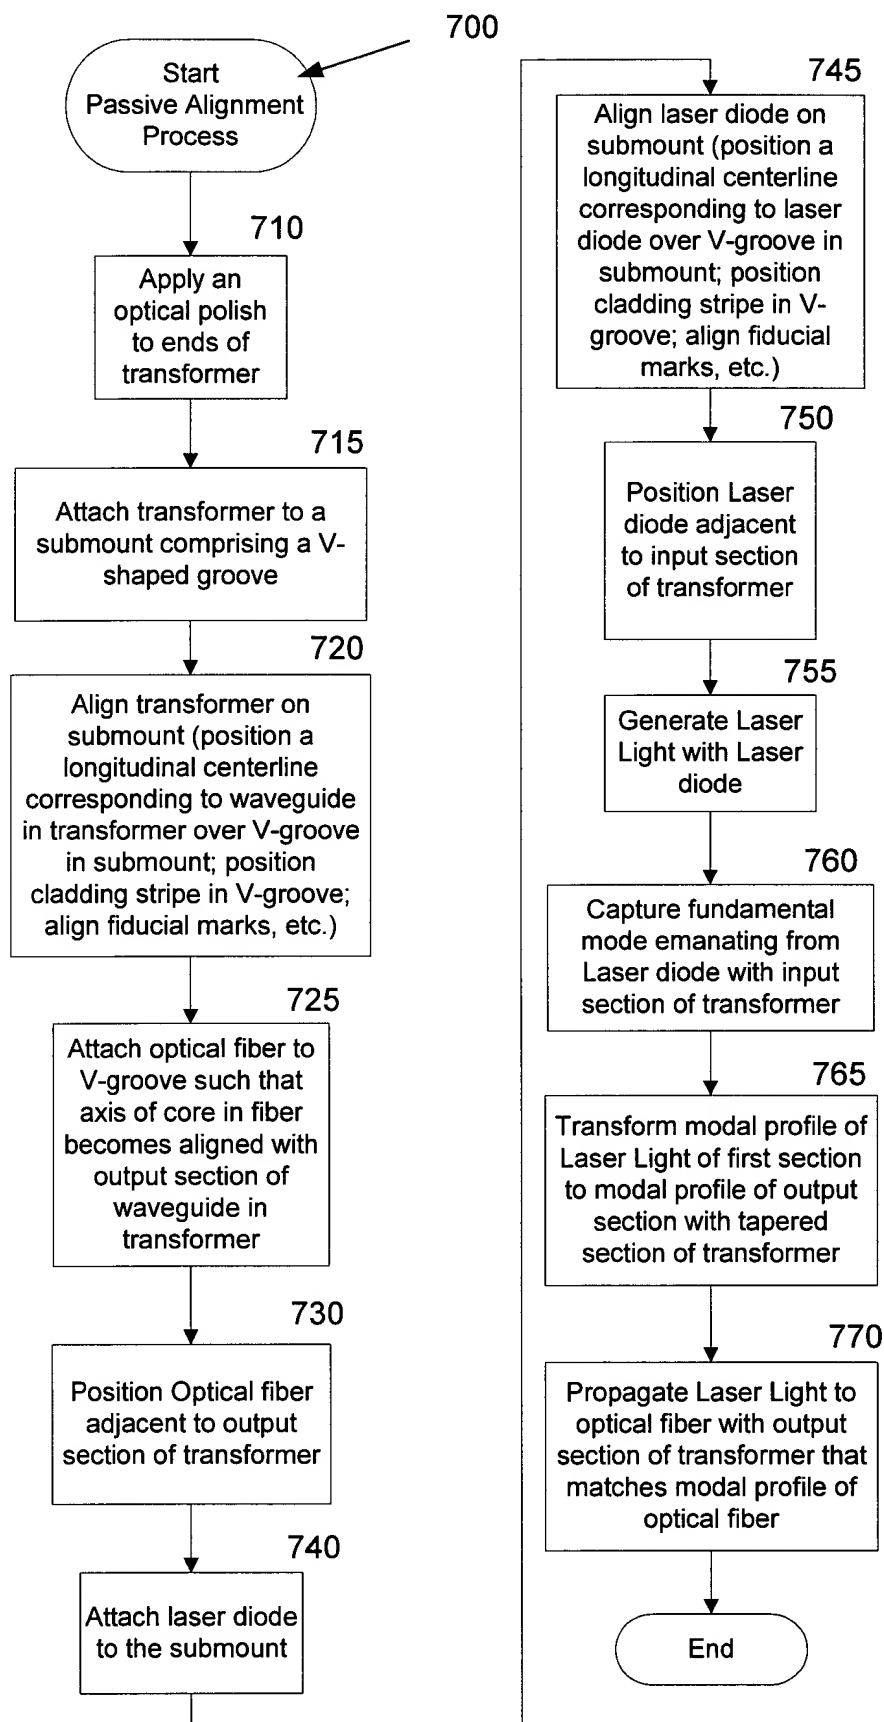 700
Start
Passive Alignment
Process
710
Apply an
optical polish
to ends of
transformer
715
Attach transformer to a
submount comprising a V-
shaped groove
720
Align transformer on
submount (position a
longitudinal centerline
corresponding to waveguide
in transformer over V-groove
in submount; position
cladding stripe in V-groove;
align fiducial marks, etc.)
725
Attach optical fiber to
V-groove such that
axis of core in fiber
becomes aligned with
output section of
waveguide in
transformer
730
Position Optical fiber
adjacent to output
section of transformer
740
Attach laser diode
to the submount
745
Align laser diode on
submount (position a
longitudinal centerline
corresponding to laser
diode over V-groove in
submount; position
cladding stripe in V-
groove; align fiducial
marks, etc.)
750
Position Laser
diode adjacent
to input section
of transformer
755
Generate Laser
Light with Laser
diode
760
Capture fundamental
mode emanating from
Laser diode with input
section of transformer
765
Transform modal profile of
Laser Light of first section
to modal profile of output
section with tapered
section of transformer
770
Propagate Laser Light to
optical fiber with output
section of transformer that
matches modal profile of
optical fiber
End